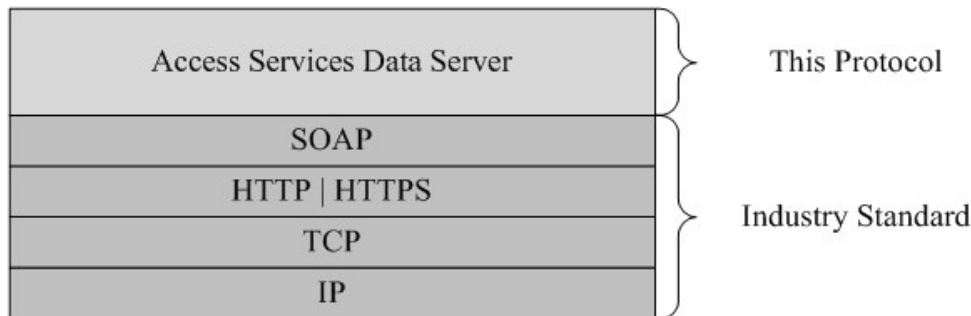 Access Services Data Server
This Protocol
SOAP
HTTP | HTTPS
TCP
IP
Industry Standard